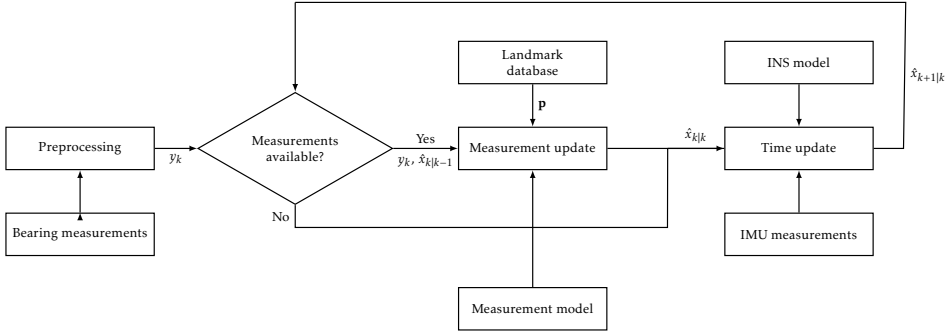 Landmark
database
INS model
x̂ₖ₊₁|ₖ
p
Preprocessing
yₖ
Measurements
available?
Yes
yₖ, x̂ₖ|ₖ₋₁
Measurement update
x̂ₖ|ₖ
Time update
No
Bearing measurements
IMU measurements
Measurement model